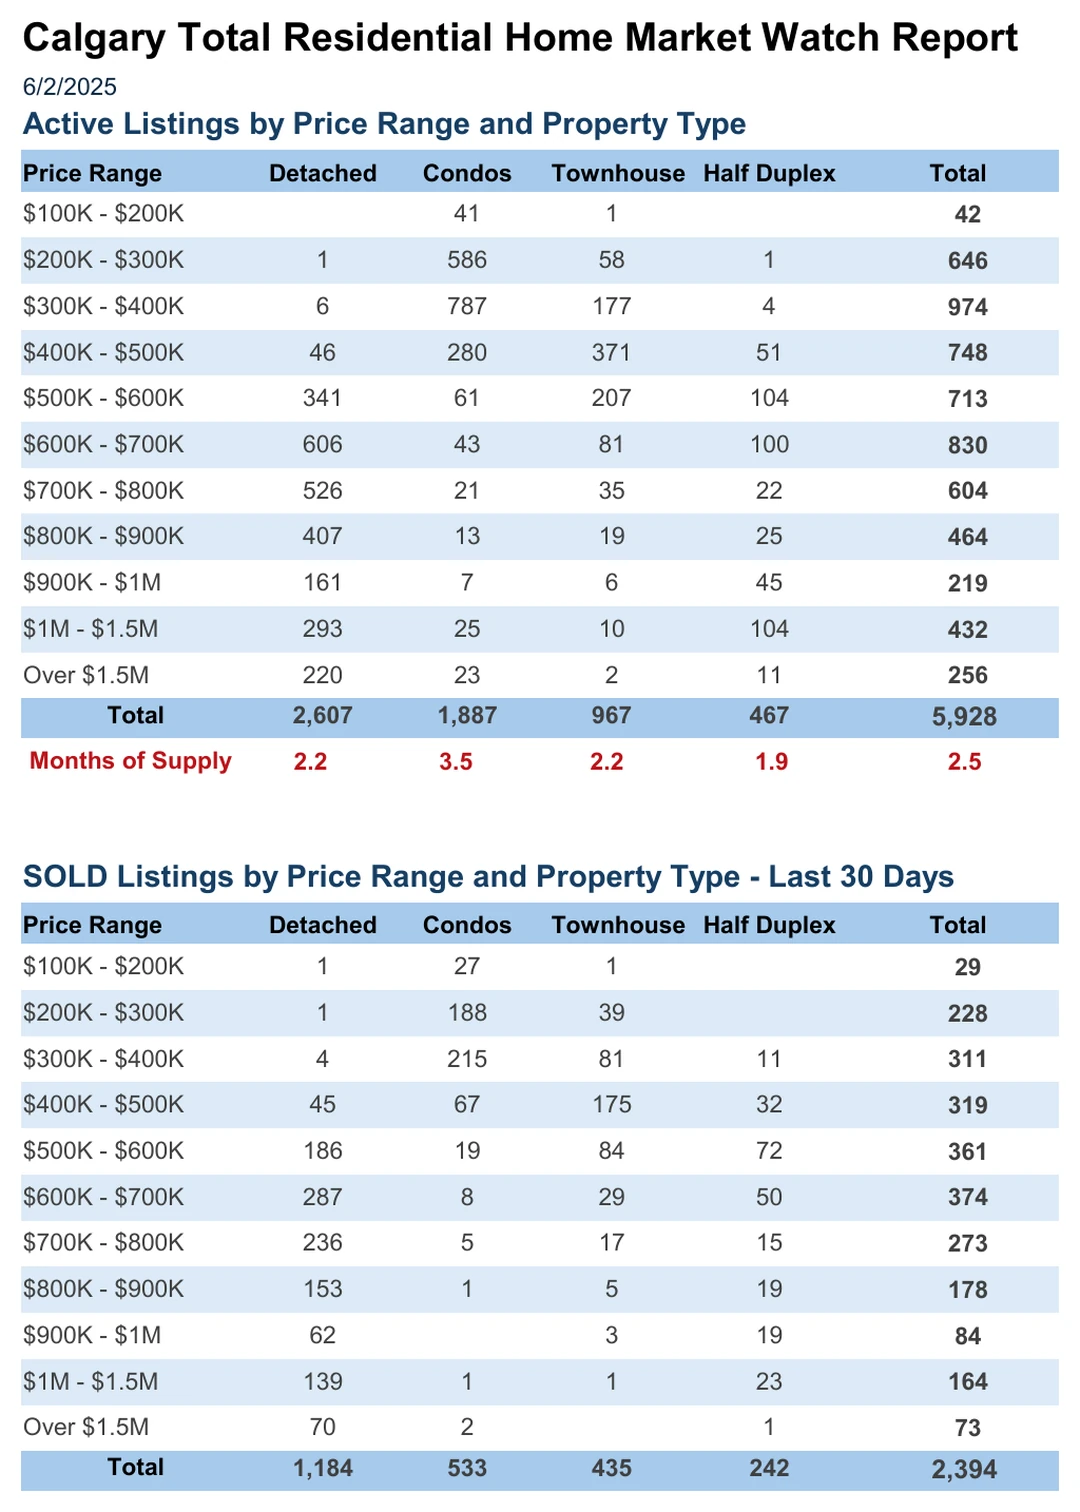 Calgary Total Residential Home Market Watch Report
6/2/2025
Active Listings by Price Range and Property Type
Price Range Detached Condos Townhouse Half Duplex Total
$100K - $200K 41 1 42
$200K - $300K 1 586 58 1 646
$300K - $400K 6 787 177 4 974
$400K - $500K 46 280 371 51 748
$500K - $600K 341 61 207 104 713
$600K - $700K 606 43 81 100 830
$700K - $800K 526 21 35 22 604
$800K - $900K 407 13 19 25 464
$900K - $1M 161 7 6 45 219
$1M - $1.5M 293 25 10 104 432
Over $1.5M 220 23 2 11 256
Total 2,607 1,887 967 467 5,928
Months of Supply 2.2 3.5 2.2 1.9 2.5
SOLD Listings by Price Range and Property Type - Last 30 Days
Price Range Detached Condos Townhouse Half Duplex Total
$100K - $200K 1 27 1 29
$200K - $300K 1 188 39 228
$300K - $400K 4 215 81 11 311
$400K - $500K 45 67 175 32 319
$500K - $600K 186 19 84 72 361
$600K - $700K 287 8 29 50 374
$700K - $800K 236 5 17 15 273
$800K - $900K 153 1 5 19 178
$900K - $1M 62 3 19 84
$1M - $1.5M 139 1 1 23 164
Over $1.5M 70 2 1 73
Total 1,184 533 435 242 2,394